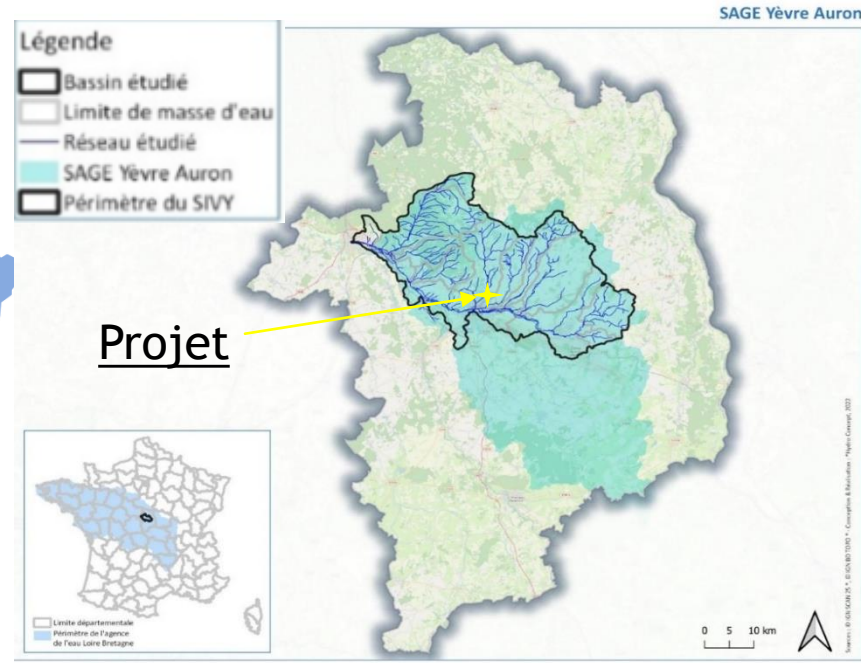 SAGE Yèvre Auron
Légende
Bassin étudié
Limite de masse d'eau
Réseau étudié
SAGE Yèvre Auron
Périmètre du SIVY
Projet
Limite départementale
Périmètre de l'agence
de l'eau Loire Bretagne
0 5 10 km